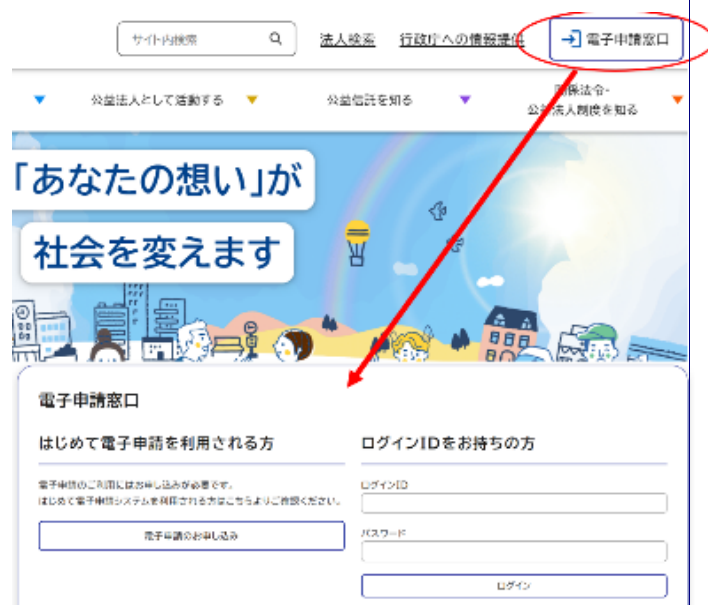 サイト内検索
法人検索
行政庁への情報提供
電子申請窓口
公益法人として活動する
公益信託を知る
関係法令・
公益法人制度を知る
「あなたの想い」が
社会を変えます
電子申請窓口
はじめて電子申請を利用される方
電子申請のご利用にはお申し込みが必要です。
はじめて電子申請システムを利用される方はこちらよりご確認ください。
電子申請のお申し込み
ログインIDをお持ちの方
ログインID
パスワード
ログイン